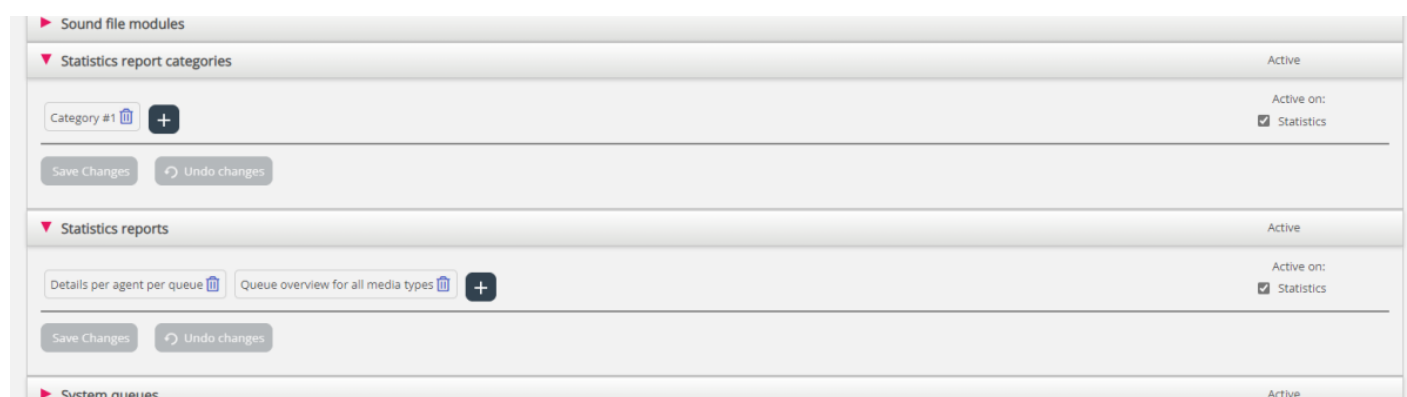 Sound file modules
Statistics report categories Active
Active on:
Category #1
Statistics
Save Changes Undo changes
Statistics reports Active
Active on:
Details per agent per queue Queue overview for all media types
Statistics
Save Changes Undo changes
System queues Active